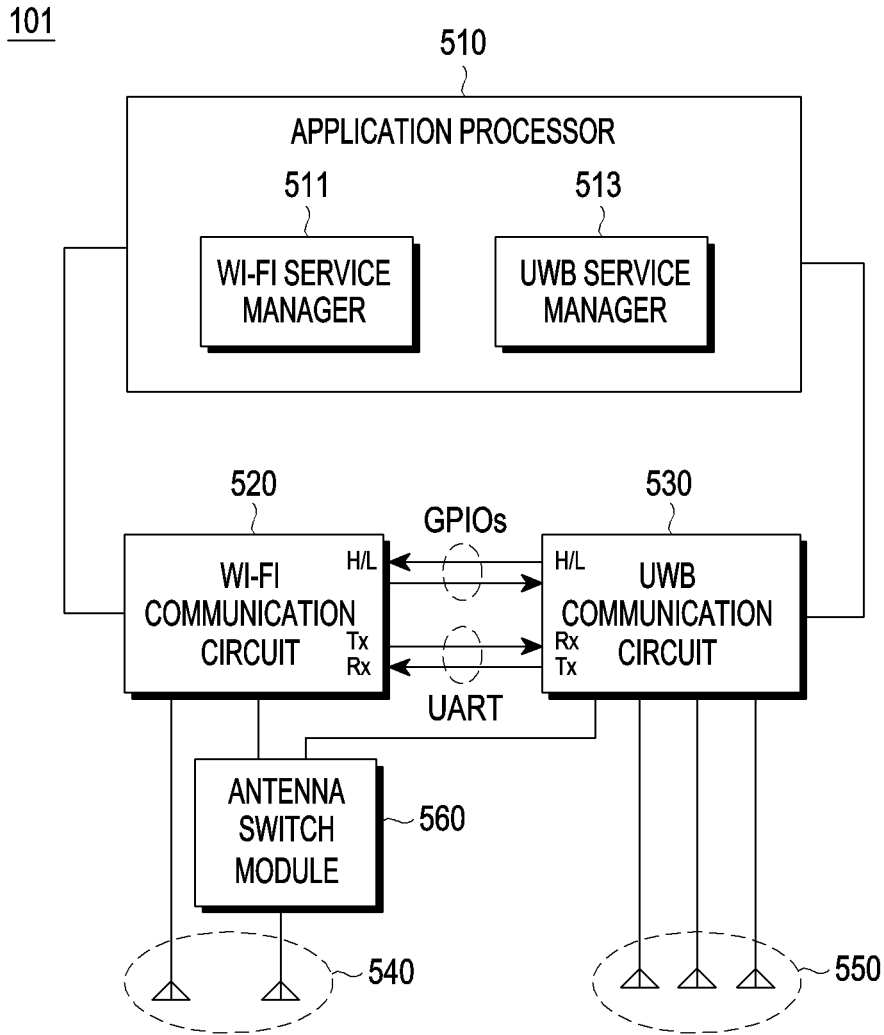 101
510
APPLICATION PROCESSOR
511
513
WI-FI SERVICE
MANAGER
UWB SERVICE
MANAGER
520
530
GPIOs
H/L
H/L
WI-FI
COMMUNICATION
CIRCUIT
UWB
COMMUNICATION
CIRCUIT
Tx
Rx
Rx
Tx
UART
ANTENNA
SWITCH
MODULE
560
540
550